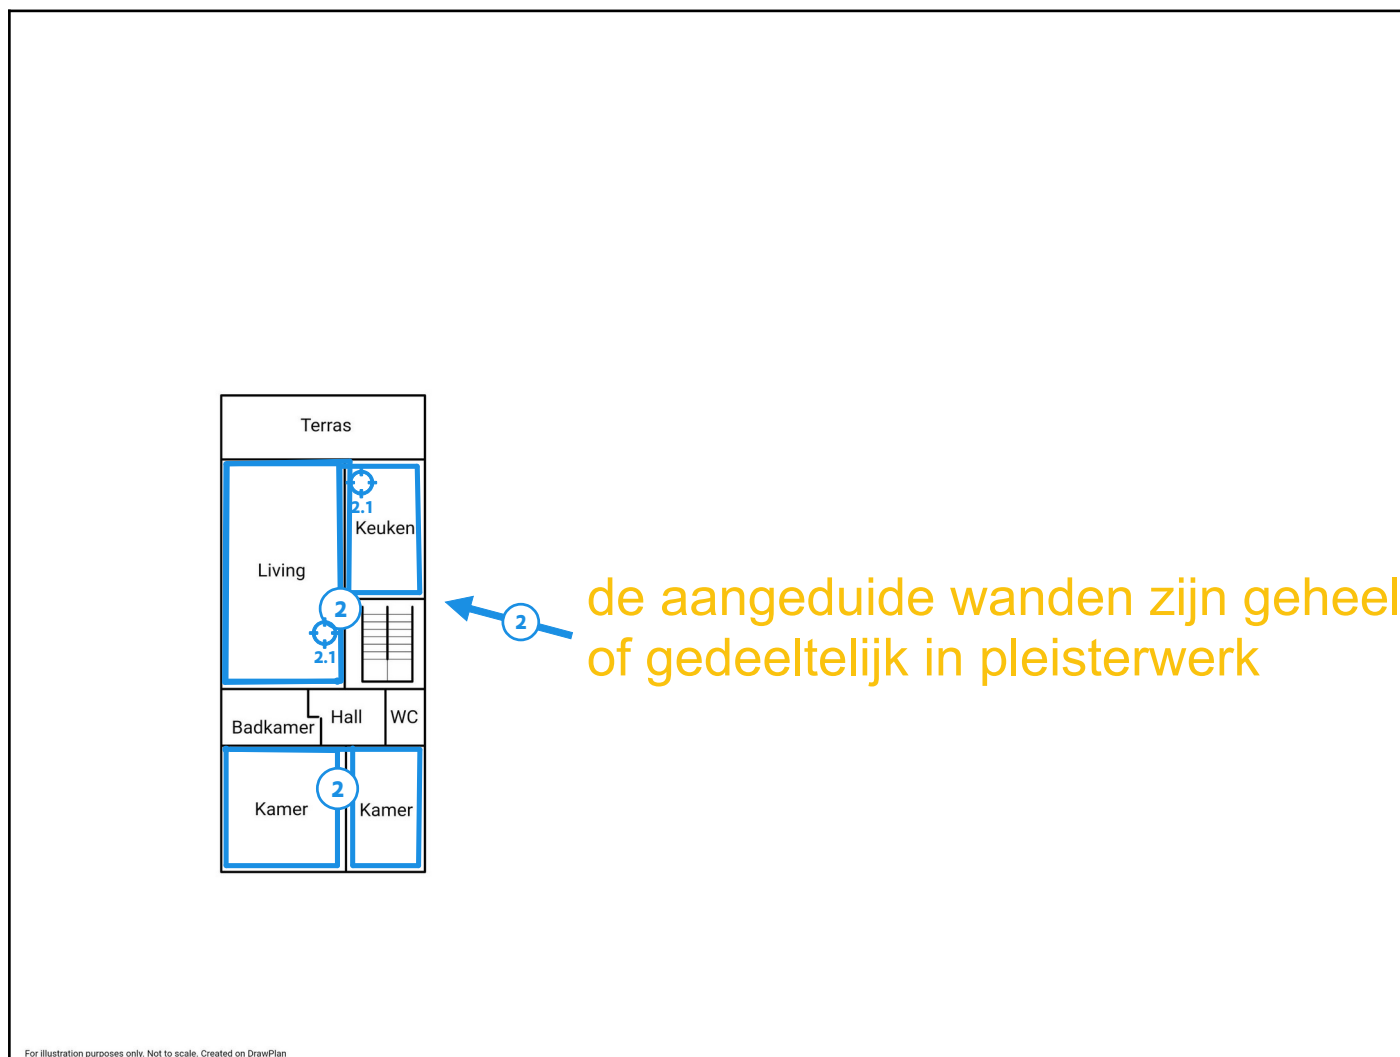 Terras
2.1
Keuken
Living
2
2.1
2
de aangeduide wanden zijn geheel
of gedeeltelijk in pleisterwerk
Badkamer
Hall
WC
2
Kamer
Kamer
For illustration purposes only. Not to scale. Created on DrawPlan